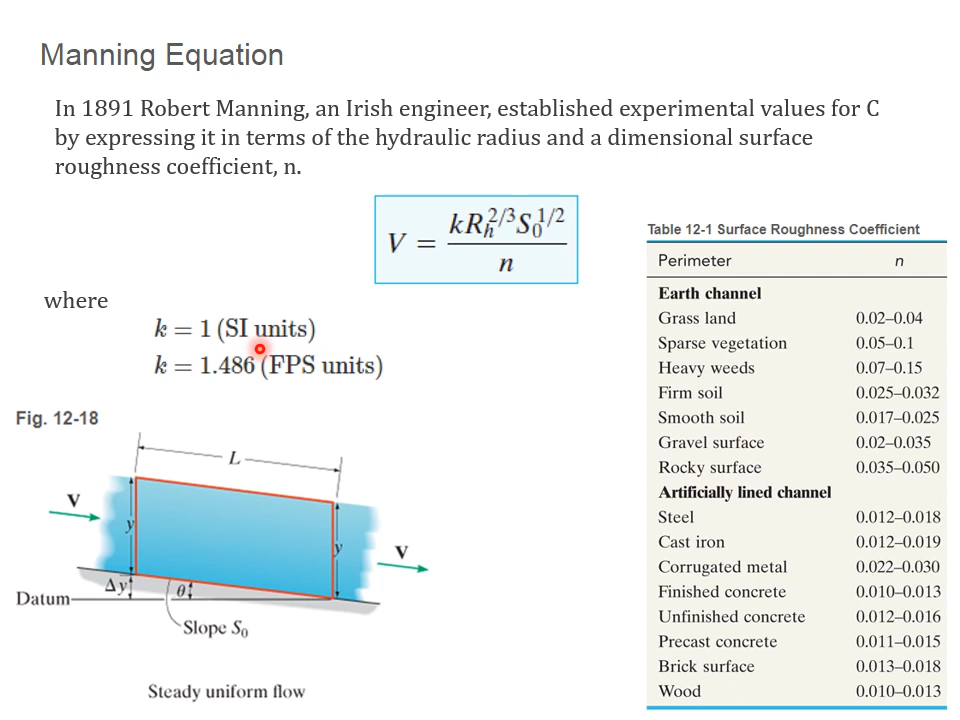 Manning Equation
In 1891 Robert Manning, an Irish engineer, established experimental values for C
by expressing it in terms of the hydraulic radius and a dimensional surface
roughness coefficient, n.
V = kR_h^{2/3}S_0^{1/2} / n
where
k = 1 (SI units)
k = 1.486 (FPS units)
Fig. 12-18
L
V
y
y
V
Δy
θ
Datum
Slope S₀
Steady uniform flow
Table 12-1 Surface Roughness Coefficient
Perimeter n
Earth channel
Grass land 0.02–0.04
Sparse vegetation 0.05–0.1
Heavy weeds 0.07–0.15
Firm soil 0.025–0.032
Smooth soil 0.017–0.025
Gravel surface 0.02–0.035
Rocky surface 0.035–0.050
Artificially lined channel
Steel 0.012–0.018
Cast iron 0.012–0.019
Corrugated metal 0.022–0.030
Finished concrete 0.010–0.013
Unfinished concrete 0.012–0.016
Precast concrete 0.011–0.015
Brick surface 0.013–0.018
Wood 0.010–0.013